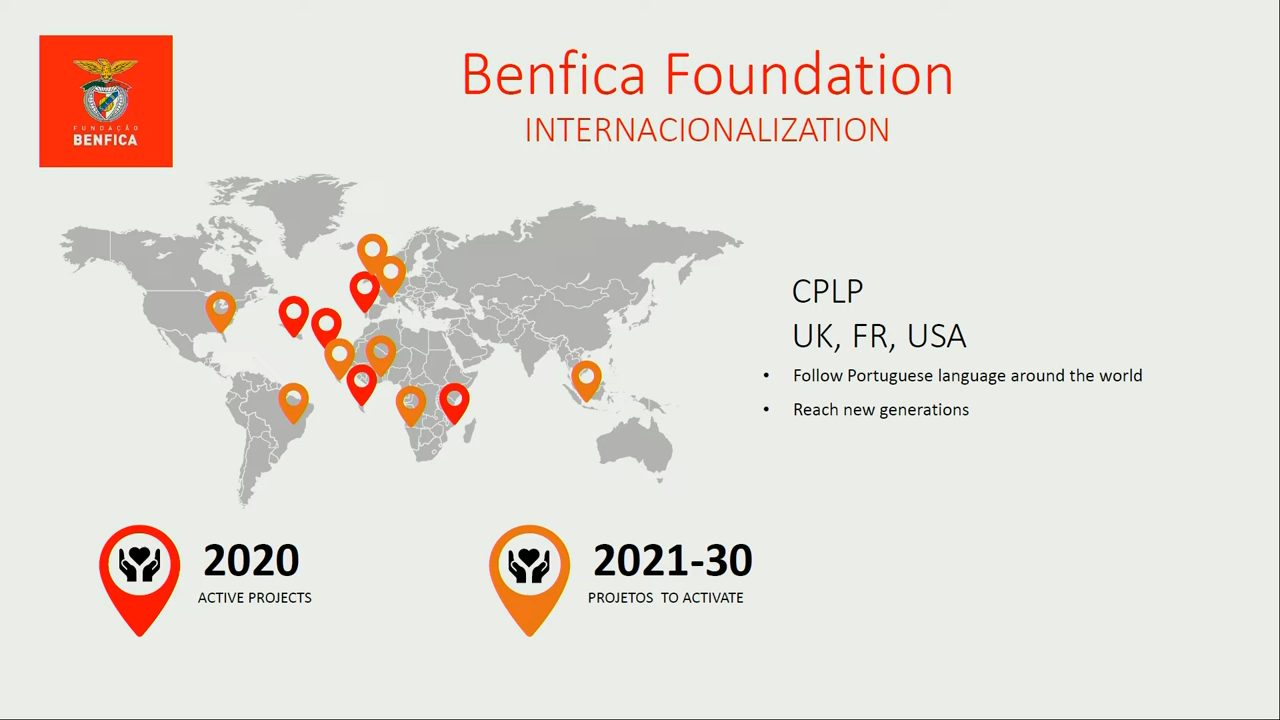 FUNDAÇÃO
BENFICA
Benfica Foundation
INTERNACIONALIZATION
CPLP
UK, FR, USA
• Follow Portuguese language around the world
• Reach new generations
2020
ACTIVE PROJECTS
2021-30
PROJETOS TO ACTIVATE